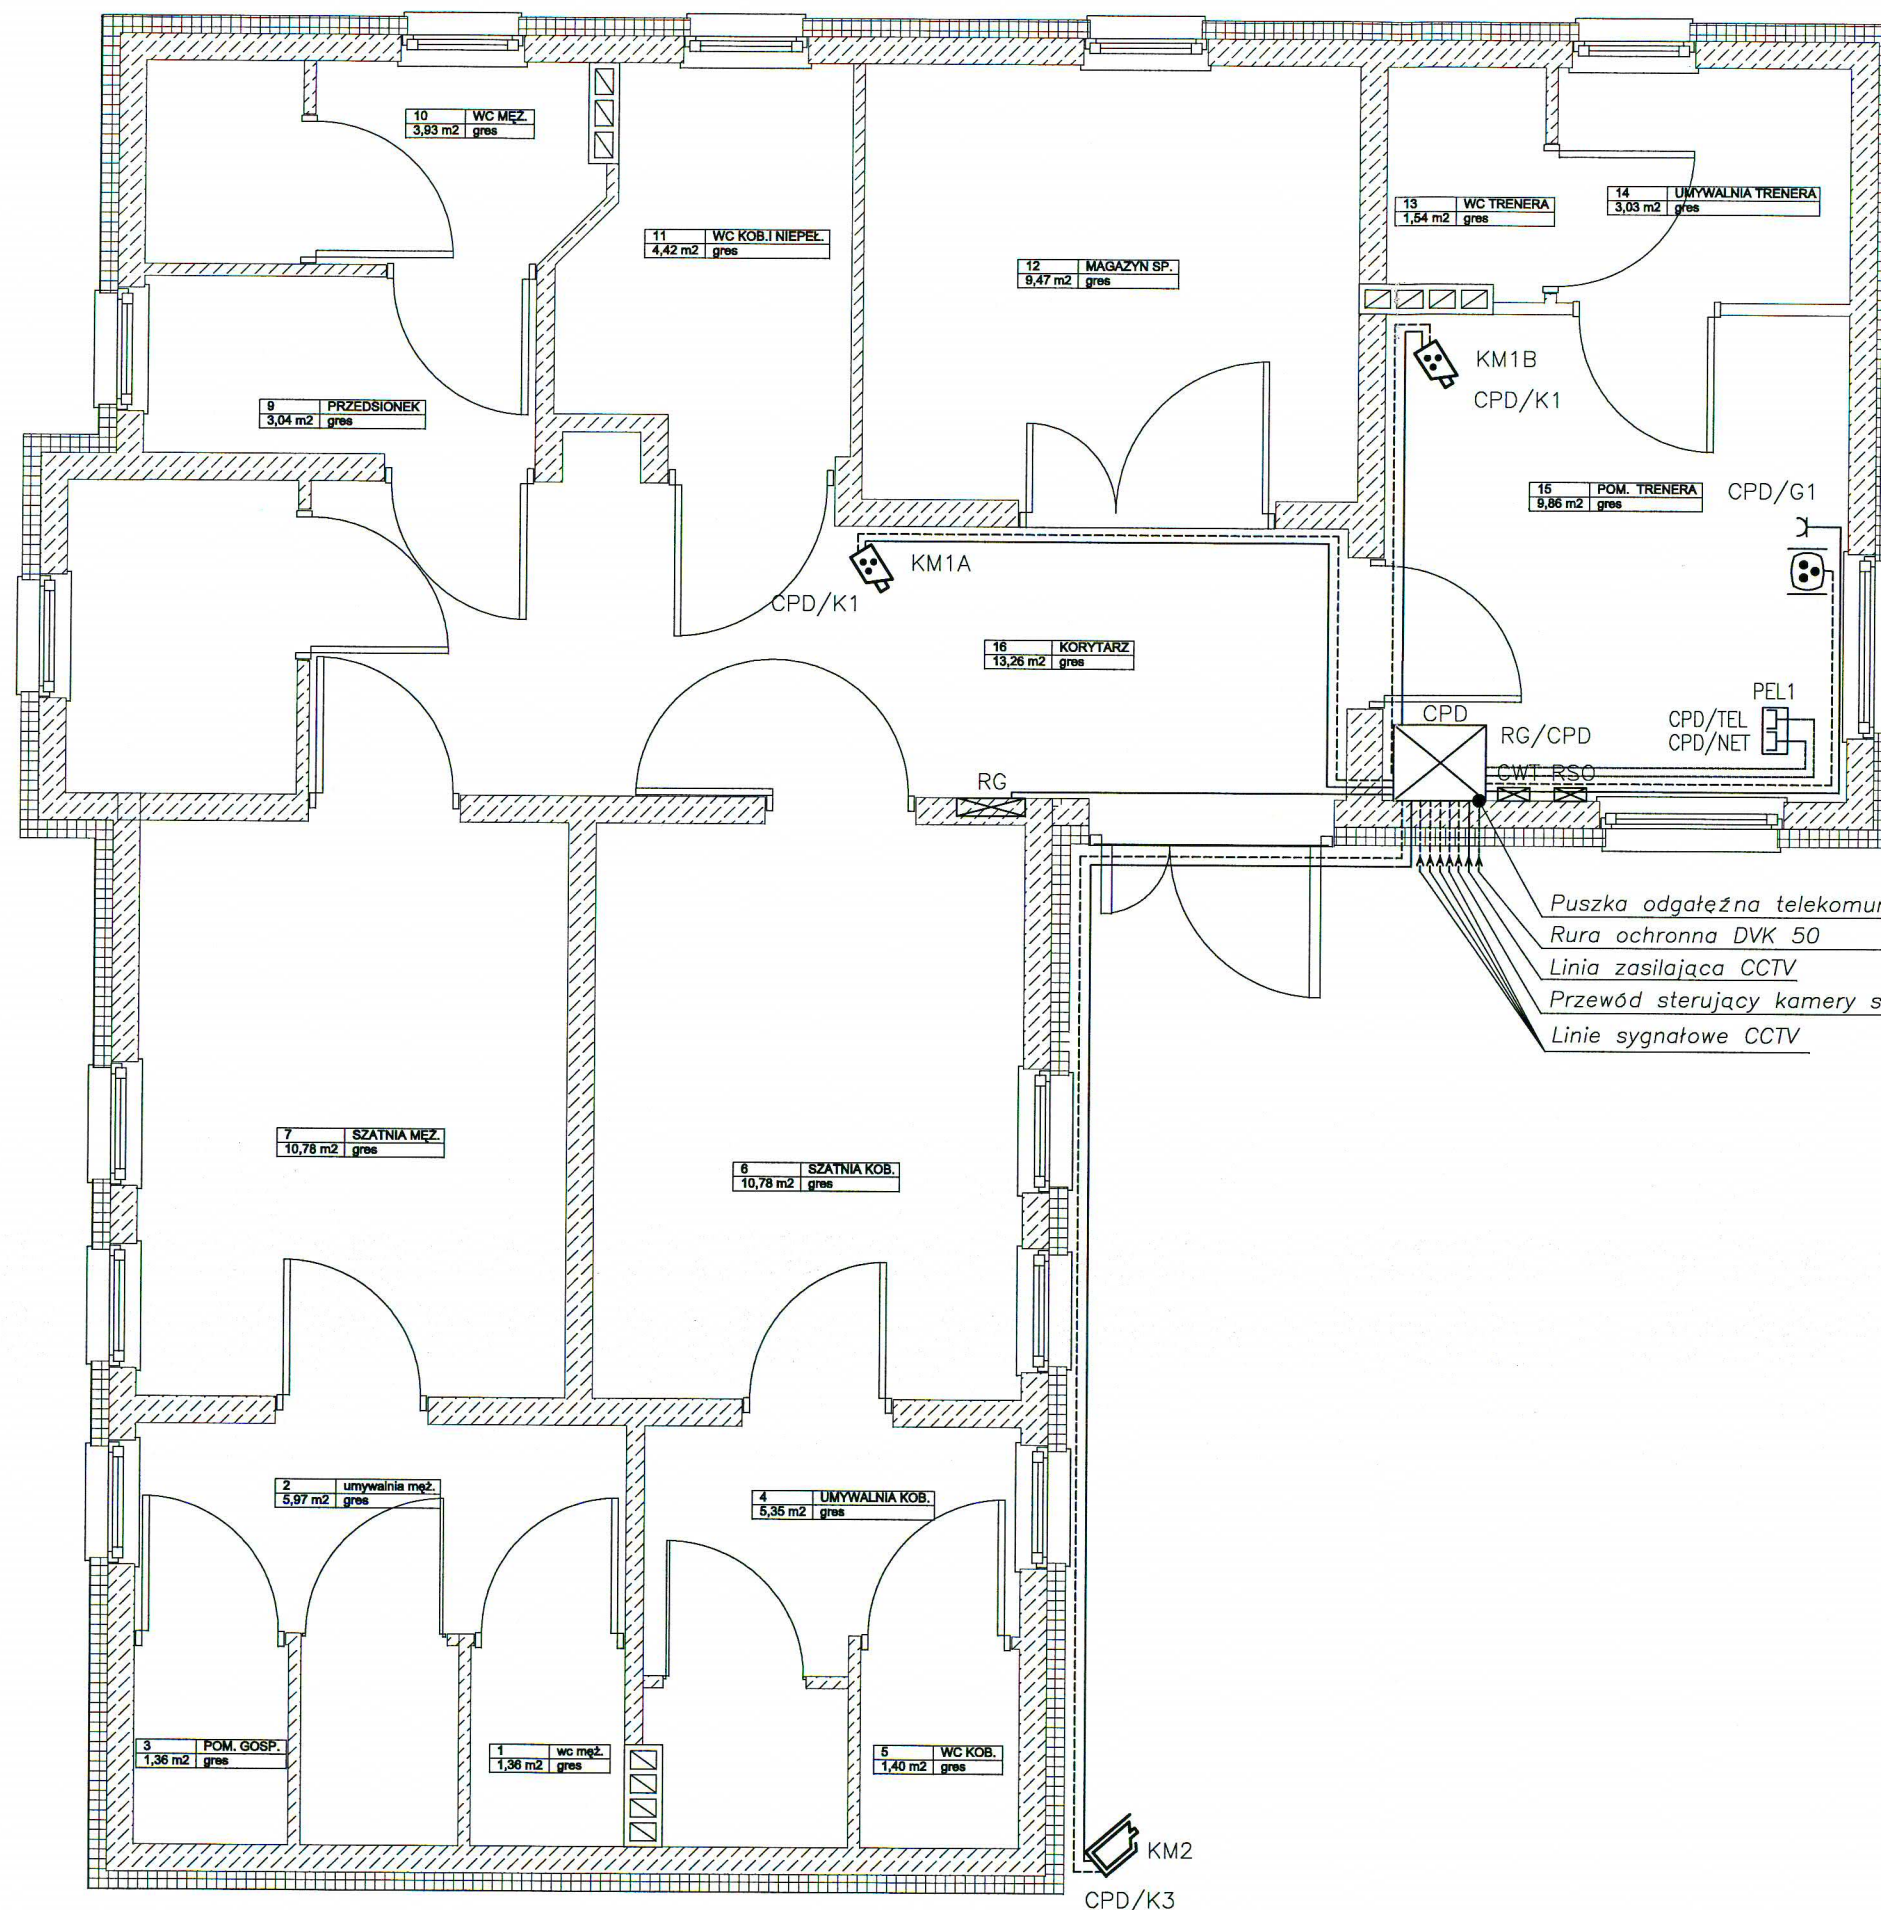 10 WC MĘŻ.
3,93 m2 gres
11 WC KOB.I NIEPEŁ.
4,42 m2 gres
12 MAGAZYN SP.
9,47 m2 gres
13 WC TRENERA
1,54 m2 gres
14 UMYWALNIA TRENERA
3,03 m2 gres
KM1B
CPD/K1
9 PRZEDSIONEK
3,04 m2 gres
15 POM. TRENERA
9,86 m2 gres
CPD/G1
KM1A
CPD/K1
16 KORYTARZ
13,26 m2 gres
PEL1
CPD/TEL
CPD/NET
CPD
RG/CPD
CWT RSO
RG
Puszka odgałęźna
Rura ochronna DVK 50
Linia zasilająca CCTV
Przewód sterujący kamery
Linie sygnałowe CCTV
7 SZATNIA MĘŻ.
10,78 m2 gres
6 SZATNIA KOB.
10,78 m2 gres
2 umywalnia męż.
5,97 m2 gres
4 UMYWALNIA KOB.
5,35 m2 gres
3 POM. GOSP.
1,36 m2 gres
1 wc męż.
1,36 m2 gres
5 WC KOB.
1,40 m2 gres
KM2
CPD/K3